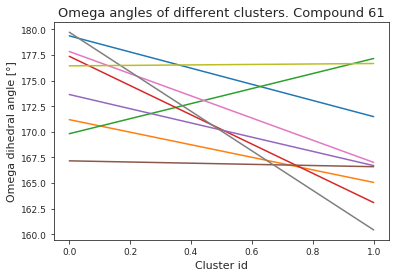 Omega angles of different clusters. Compound 61
Omega dihedral angle [°]
180.0
177.5
175.0
172.5
170.0
167.5
165.0
162.5
160.0
0.0 0.2 0.4 0.6 0.8 1.0
Cluster id